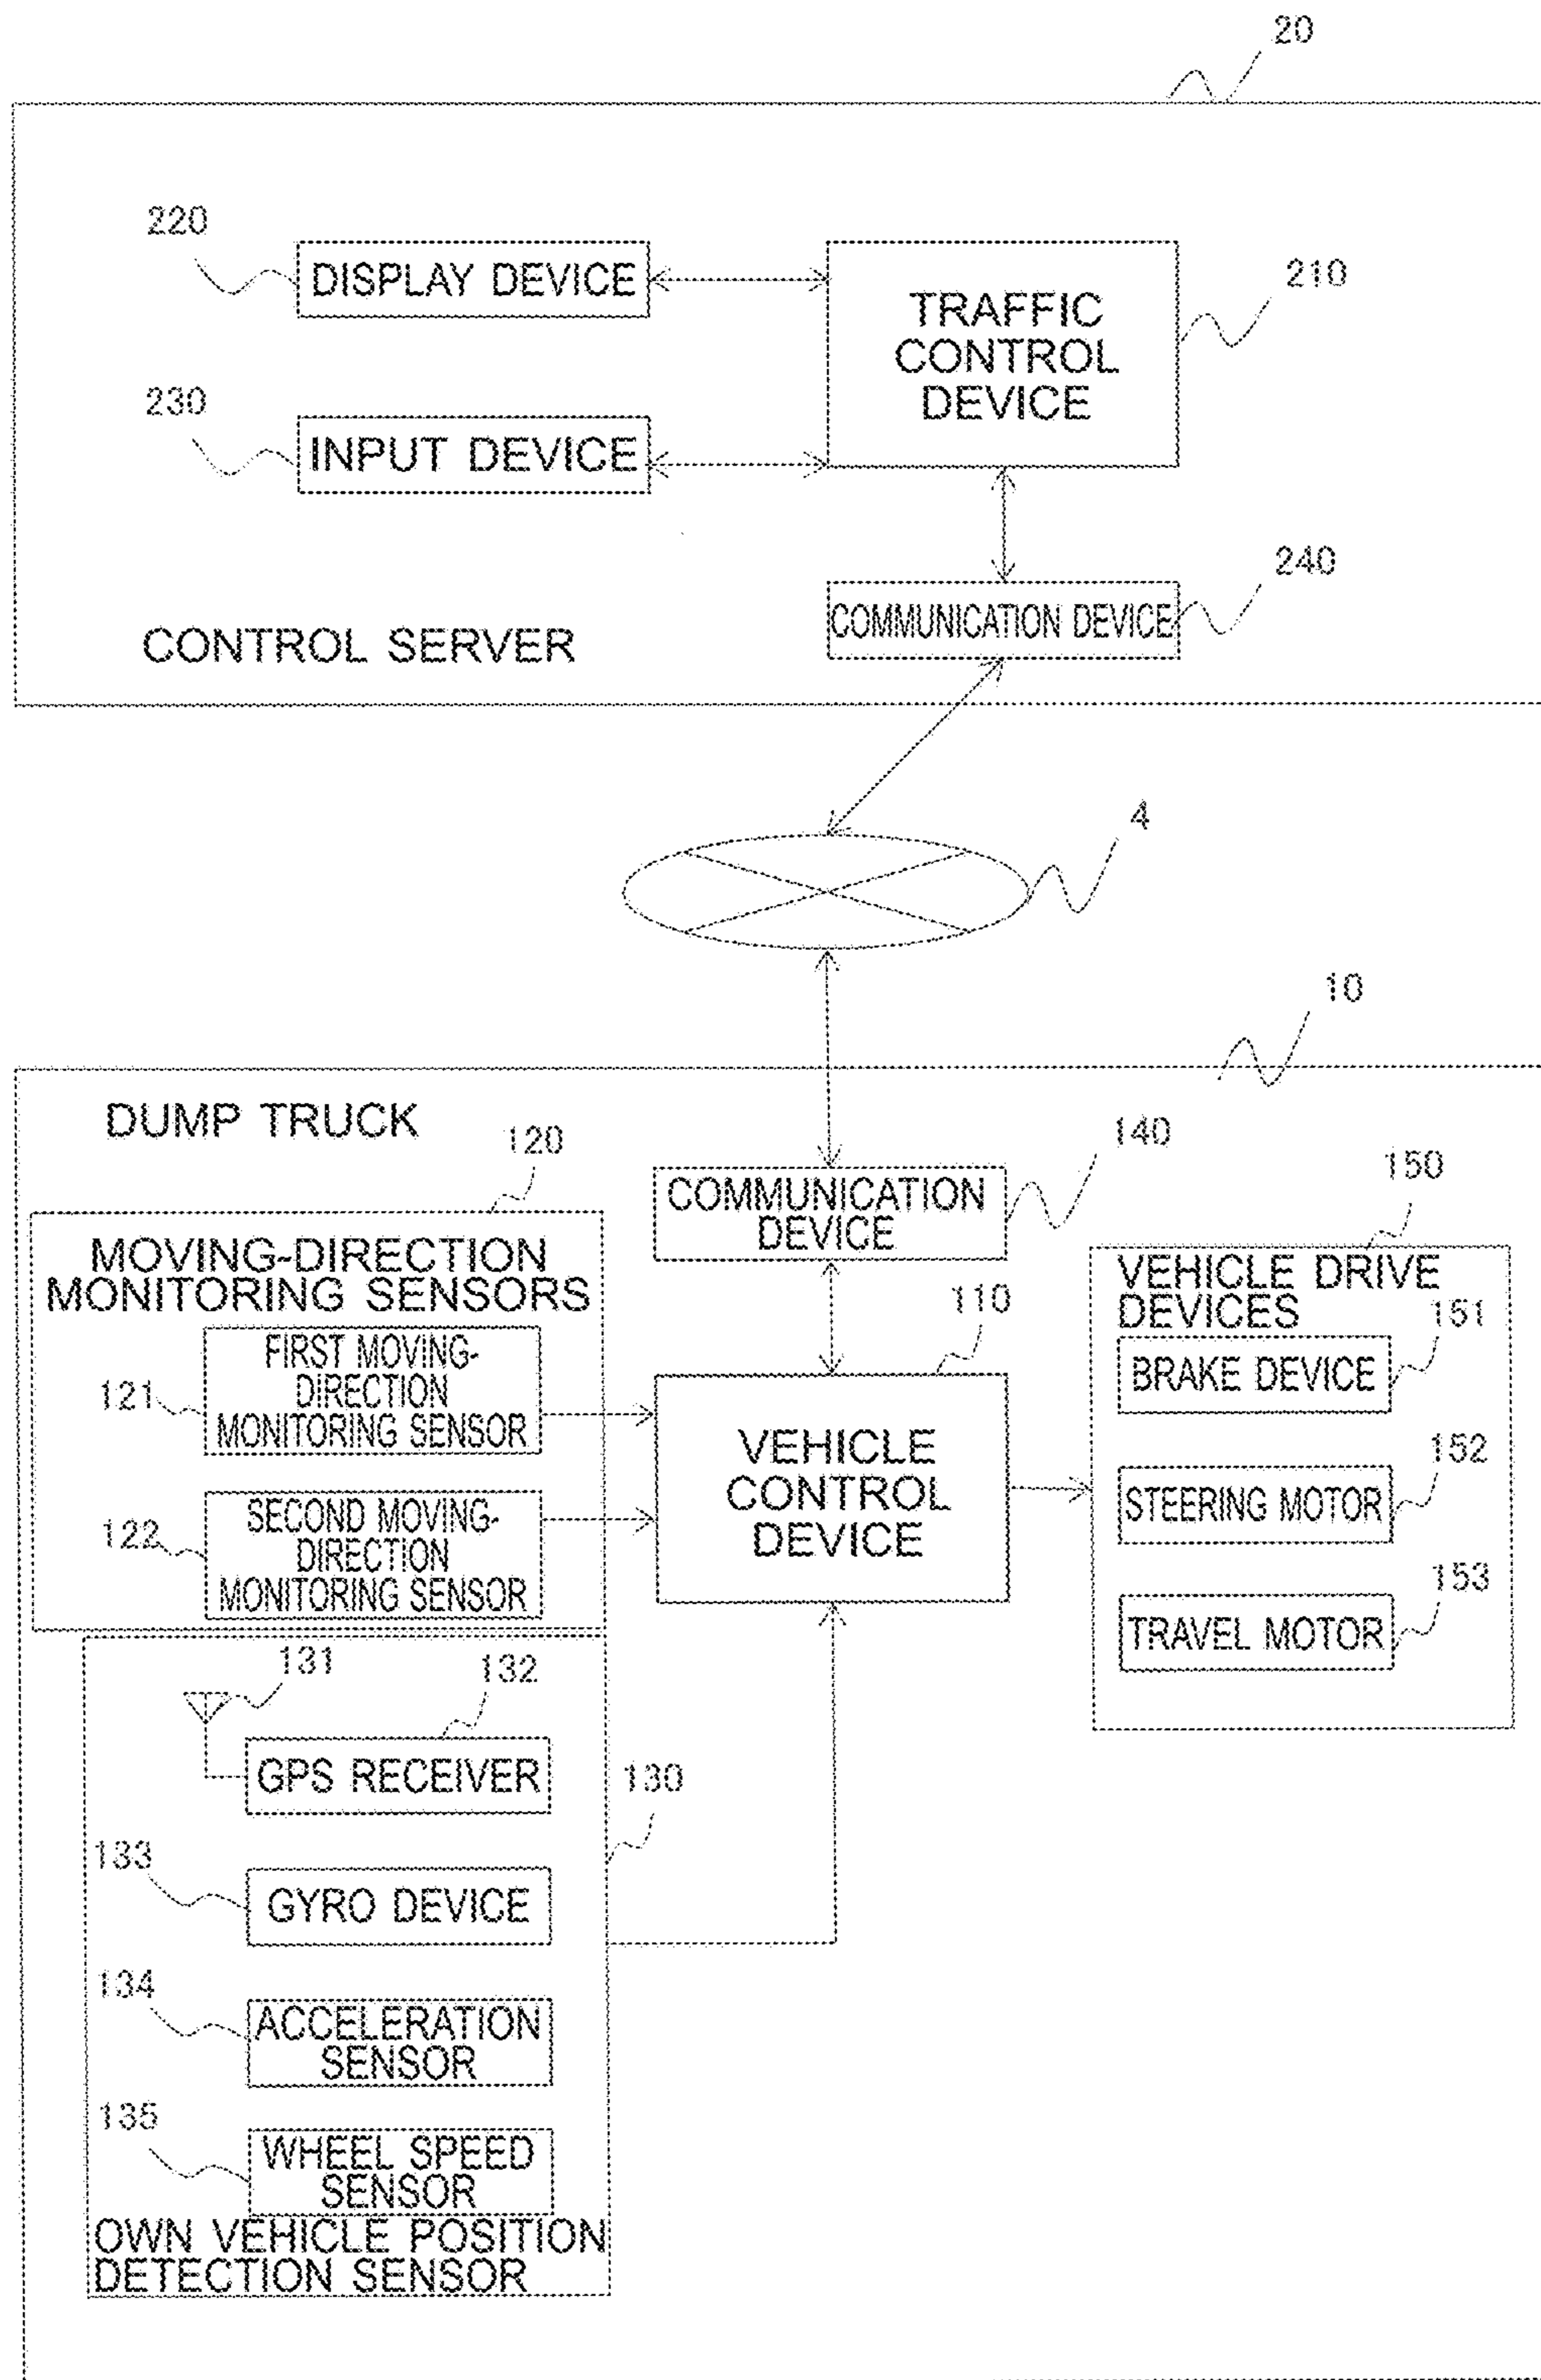 20
220
DISPLAY DEVICE
TRAFFIC
CONTROL
DEVICE
210
230
INPUT DEVICE
240
COMMUNICATION DEVICE
CONTROL SERVER
4
10
DUMP TRUCK
120
140
150
MOVING-DIRECTION
MONITORING SENSORS
COMMUNICATION
DEVICE
VEHICLE DRIVE
DEVICES
110
151
FIRST MOVING-
DIRECTION
MONITORING SENSOR
121
BRAKE DEVICE
VEHICLE
CONTROL
DEVICE
152
STEERING MOTOR
SECOND MOVING-
DIRECTION
MONITORING SENSOR
122
153
TRAVEL MOTOR
131
132
GPS RECEIVER
130
133
GYRO DEVICE
134
ACCELERATION
SENSOR
135
WHEEL SPEED
SENSOR
OWN VEHICLE POSITION
DETECTION SENSOR